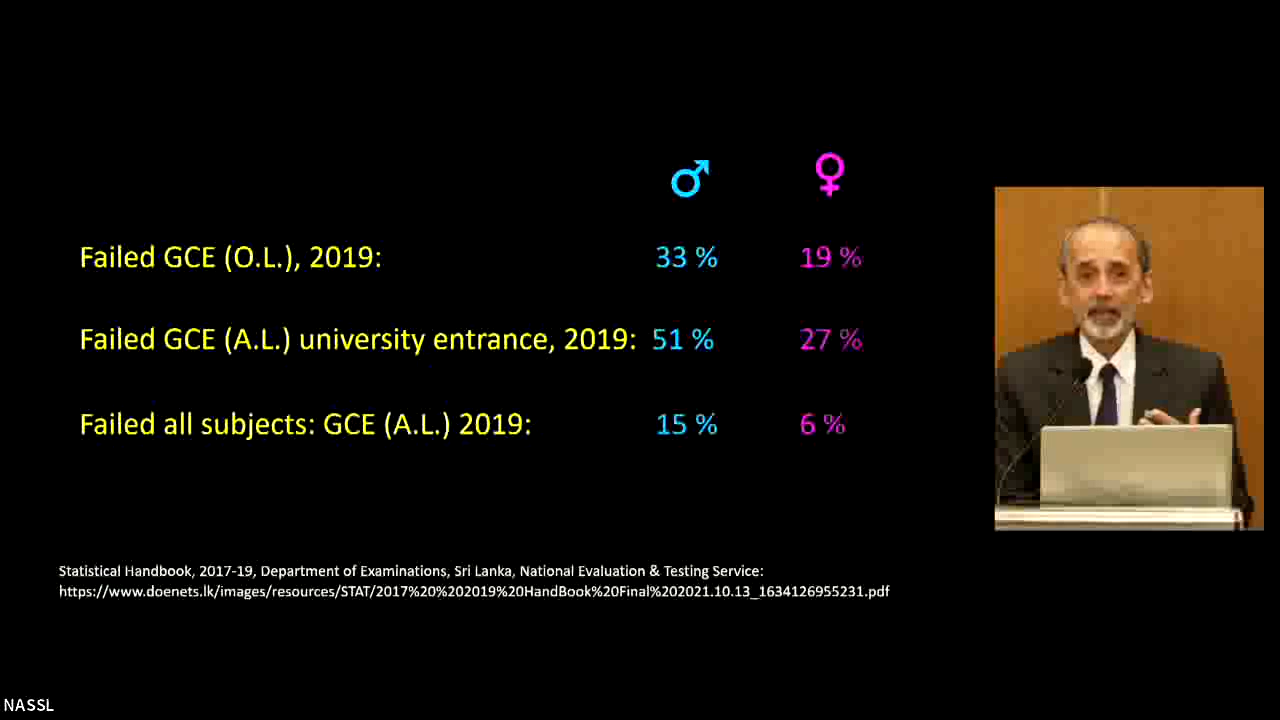 ♂ ♀
Failed GCE (O.L.), 2019: 33 % 19 %
Failed GCE (A.L.) university entrance, 2019: 51 % 27 %
Failed all subjects: GCE (A.L.) 2019: 15 % 6 %
Statistical Handbook, 2017-19, Department of Examinations, Sri Lanka, National Evaluation & Testing Service:
https://www.doenets.lk/images/resources/STAT/2017%20%202019%20HandBook%20Final%202021.10.13_1634126955231.pdf
NASSL